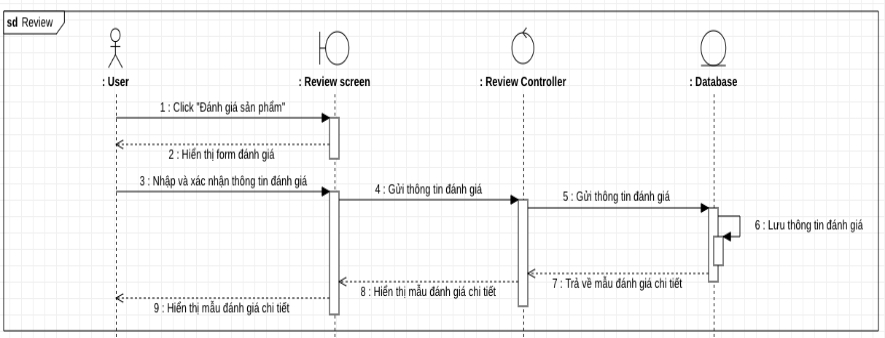 sd Review
: User
: Review screen
: Review Controller
: Database
1 : Click "Đánh giá sản phẩm"
2 : Hiển thị form đánh giá
3 : Nhập và xác nhận thông tin đánh giá
4 : Gửi thông tin đánh giá
5 : Gửi thông tin đánh giá
6 : Lưu thông tin đánh giá
7 : Trả về mẫu đánh giá chi tiết
8 : Hiển thị mẫu đánh giá chi tiết
9 : Hiển thị mẫu đánh giá chi tiết